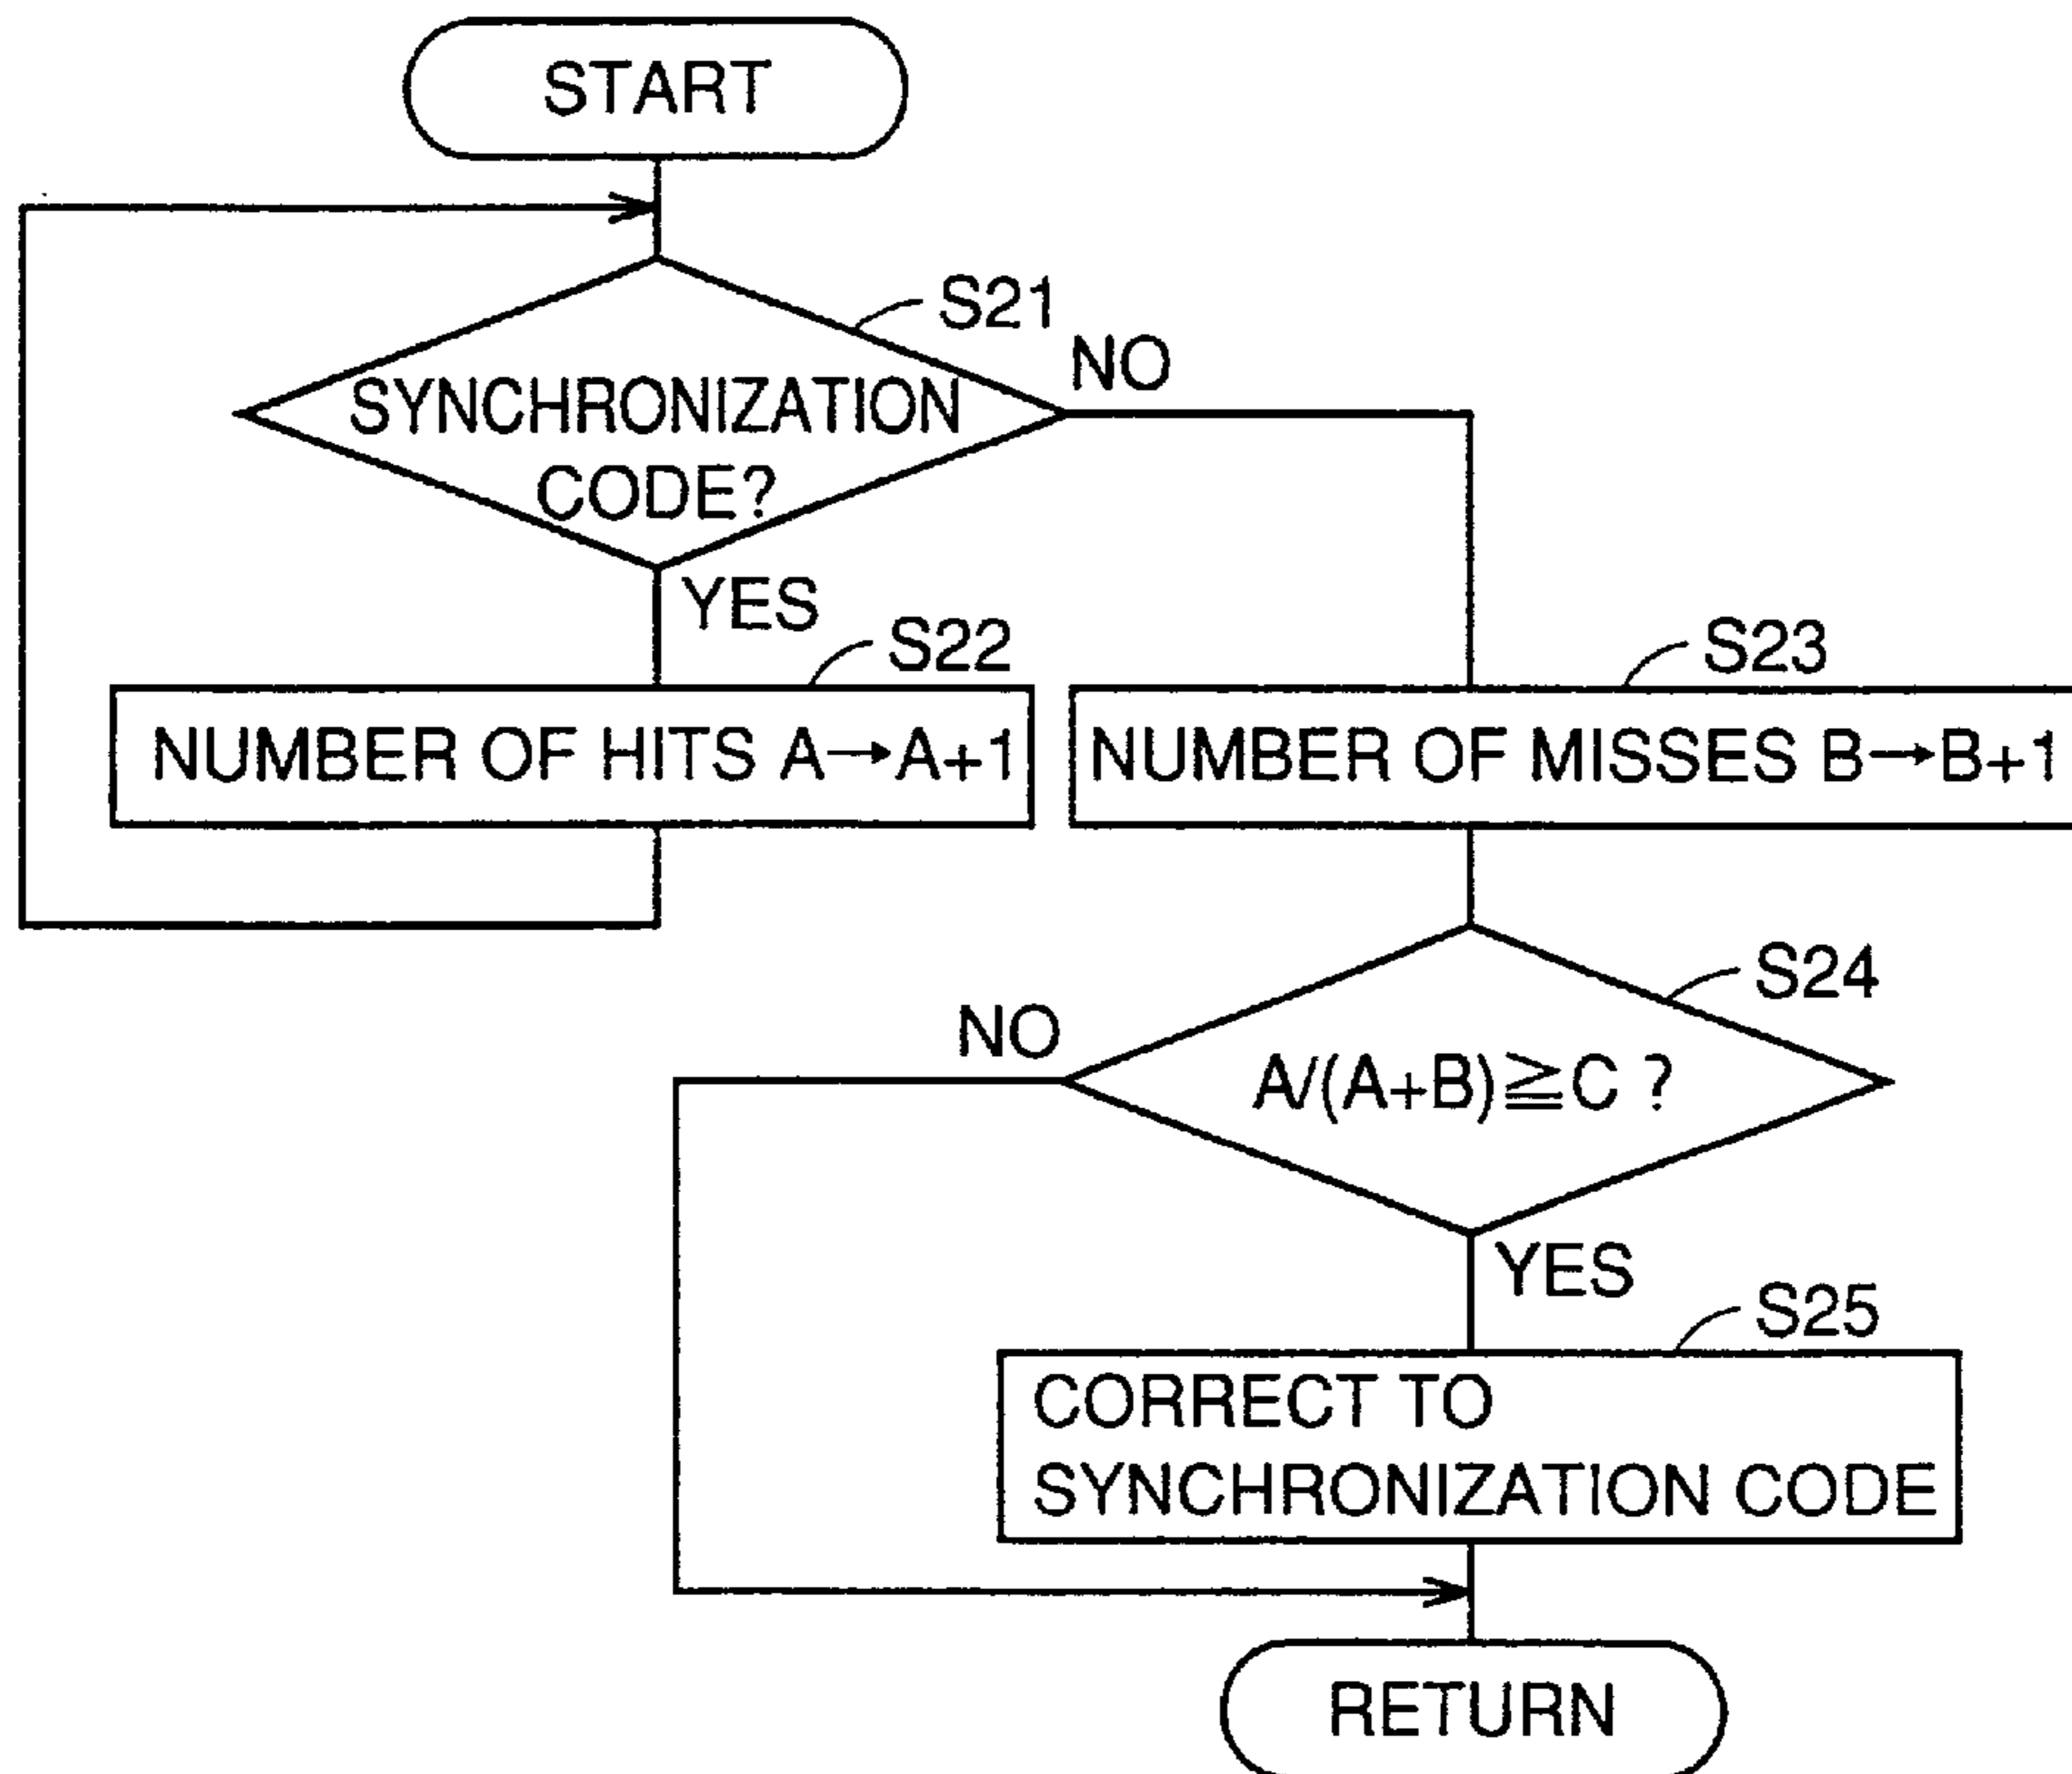 START
S21
NO
SYNCHRONIZATION
CODE?
YES
S22
S23
NUMBER OF HITS A→A+1
NUMBER OF MISSES B→B+1
S24
NO
A/(A+B)≧C ?
YES
S25
CORRECT TO
SYNCHRONIZATION CODE
RETURN